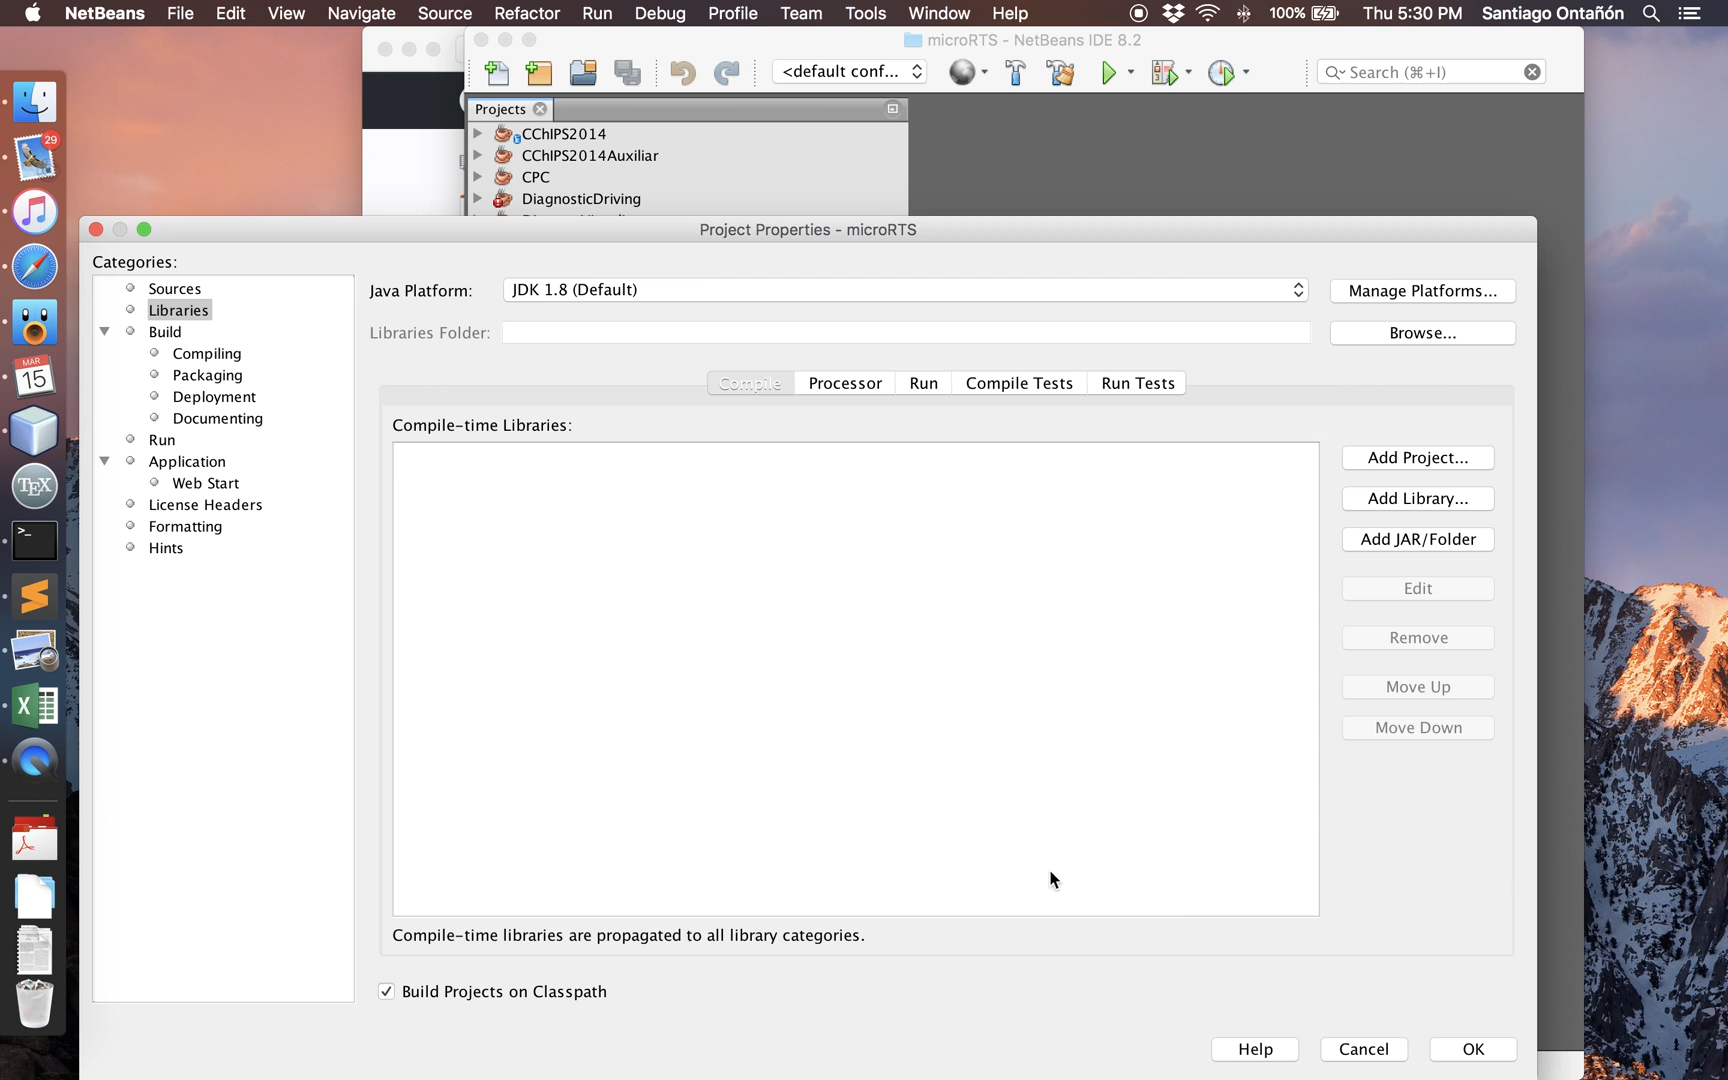 NetBeans File Edit View Navigate Source Refactor Run Debug Profile Team Tools Window Help 100% Thu 5:30 PM Santiago Ontañón
microRTS - NetBeans IDE 8.2
<default conf... Search (⌘+I)
Projects
CChIPS2014
CChIPS2014Auxiliar
CPC
DiagnosticDriving
29
MAR
15
TEX
>_
Project Properties - microRTS
Categories:
Sources
Libraries
Build
Compiling
Packaging
Deployment
Documenting
Run
Application
Web Start
License Headers
Formatting
Hints
Java Platform: JDK 1.8 (Default) Manage Platforms...
Libraries Folder: Browse...
Compile Processor Run Compile Tests Run Tests
Compile-time Libraries:
Add Project...
Add Library...
Add JAR/Folder
Edit
Remove
Move Up
Move Down
Compile-time libraries are propagated to all library categories.
Build Projects on Classpath
Help Cancel OK